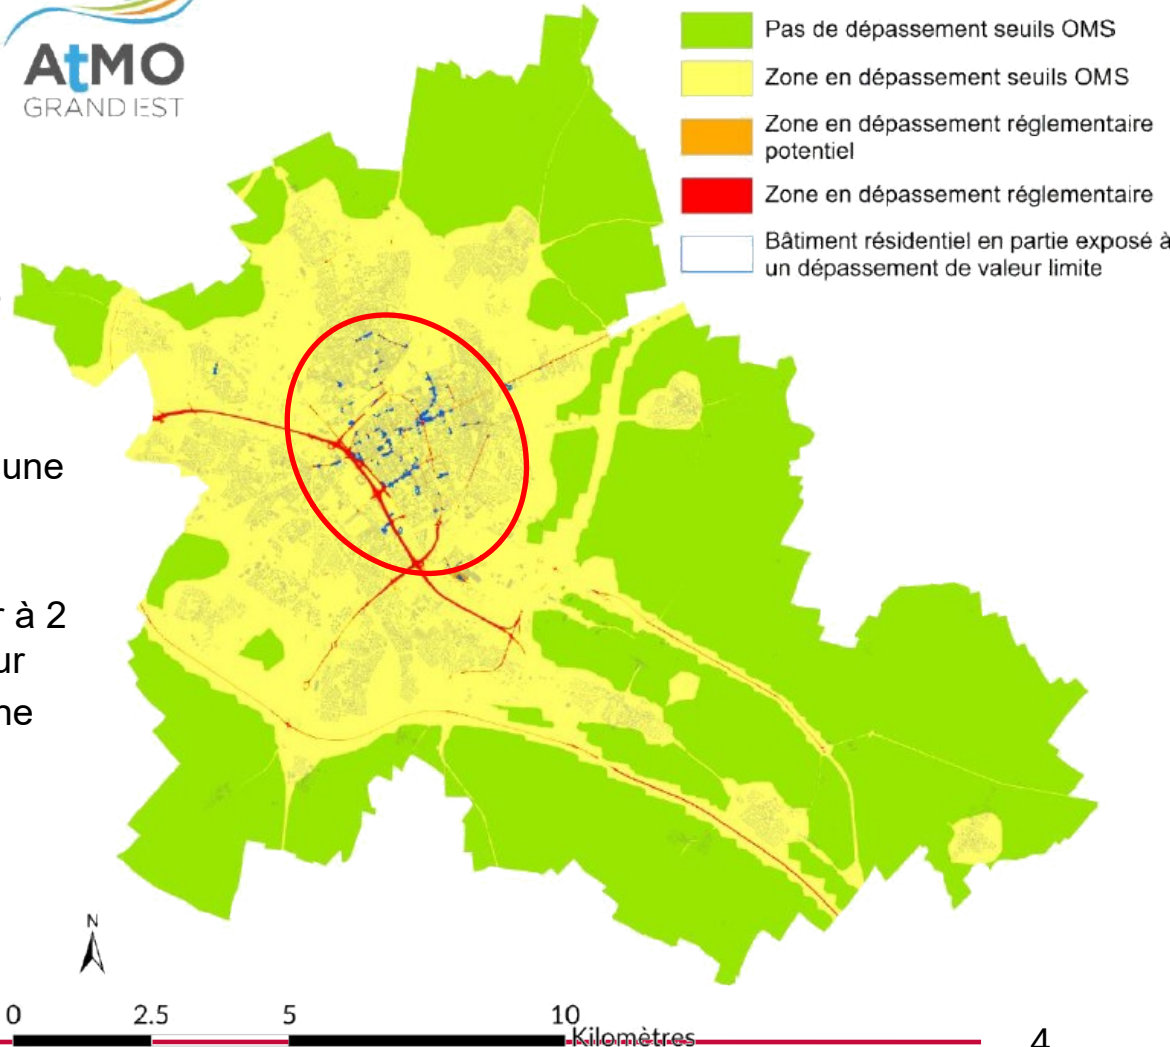 AtMO
GRAND EST
Pas de dépassement seuils OMS
Zone en dépassement seuils OMS
Zone en dépassement réglementaire
potentiel
Zone en dépassement réglementaire
Bâtiment résidentiel en partie exposé à
un dépassement de valeur limite
une
r à 2
ur
ne
N
0 2.5 5 10
Kilomètres
4